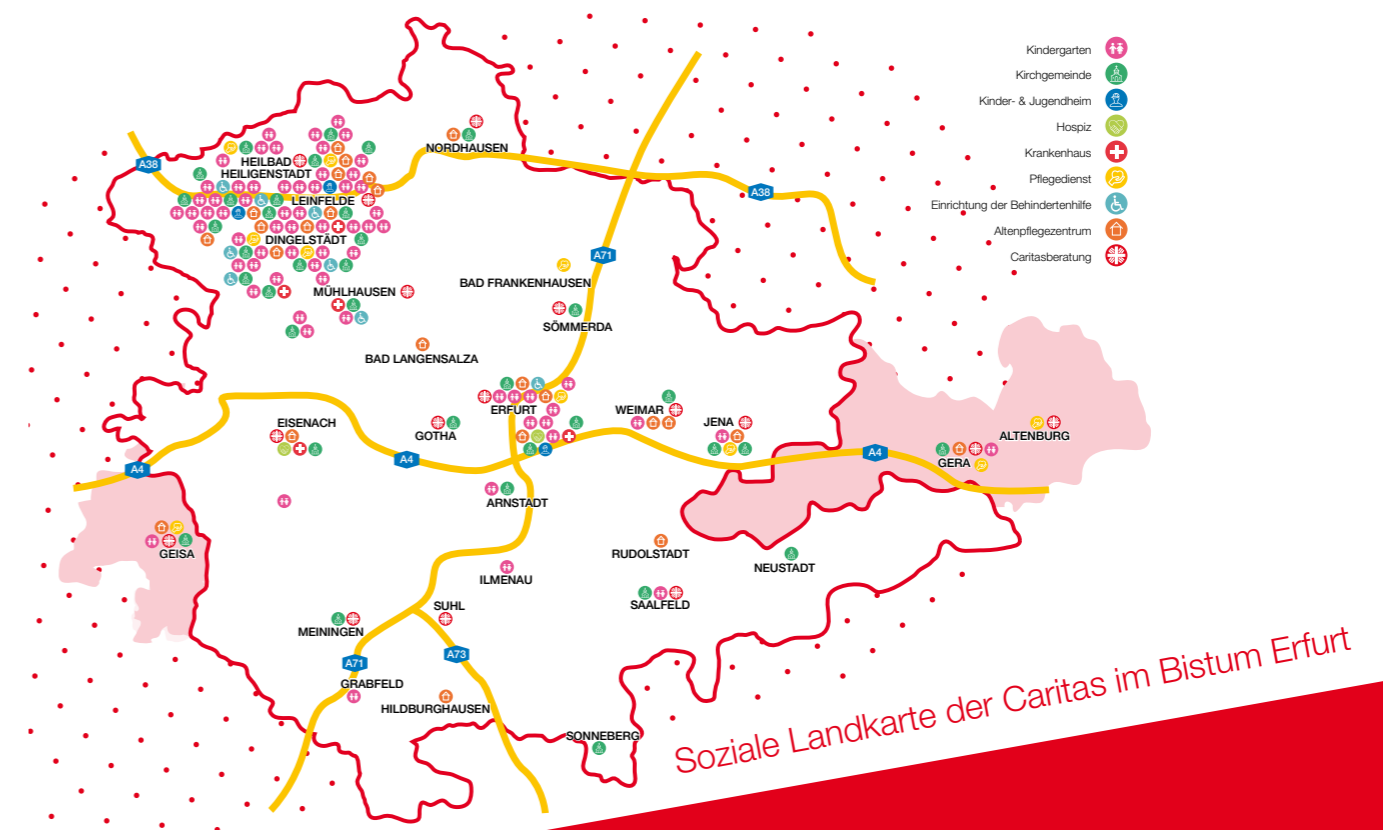 Kindergarten
Kirchgemeinde
Kinder- & Jugendheim
Hospiz
Krankenhaus
Pflegedienst
Einrichtung der Behindertenhilfe
Altenpflegezentrum
Caritasberatung
NORDHAUSEN
A38
HEILBAD
HEILIGENSTADT
A38
LEINFELDE
DINGELSTÄDT
A71
BAD FRANKENHAUSEN
MÜHLHAUSEN
SÖMMERDA
BAD LANGENSALZA
ERFURT
WEIMAR
EISENACH
JENA
GOTHA
ALTENBURG
A4
A4
A4
GERA
ARNSTADT
GEISA
RUDOLSTADT
NEUSTADT
ILMENAU
SUHL
SAALFELD
MEININGEN
A73
A71
GRABFELD
HILDBURGHAUSEN
SONNEBERG
Soziale Landkarte der Caritas im Bistum Erfurt